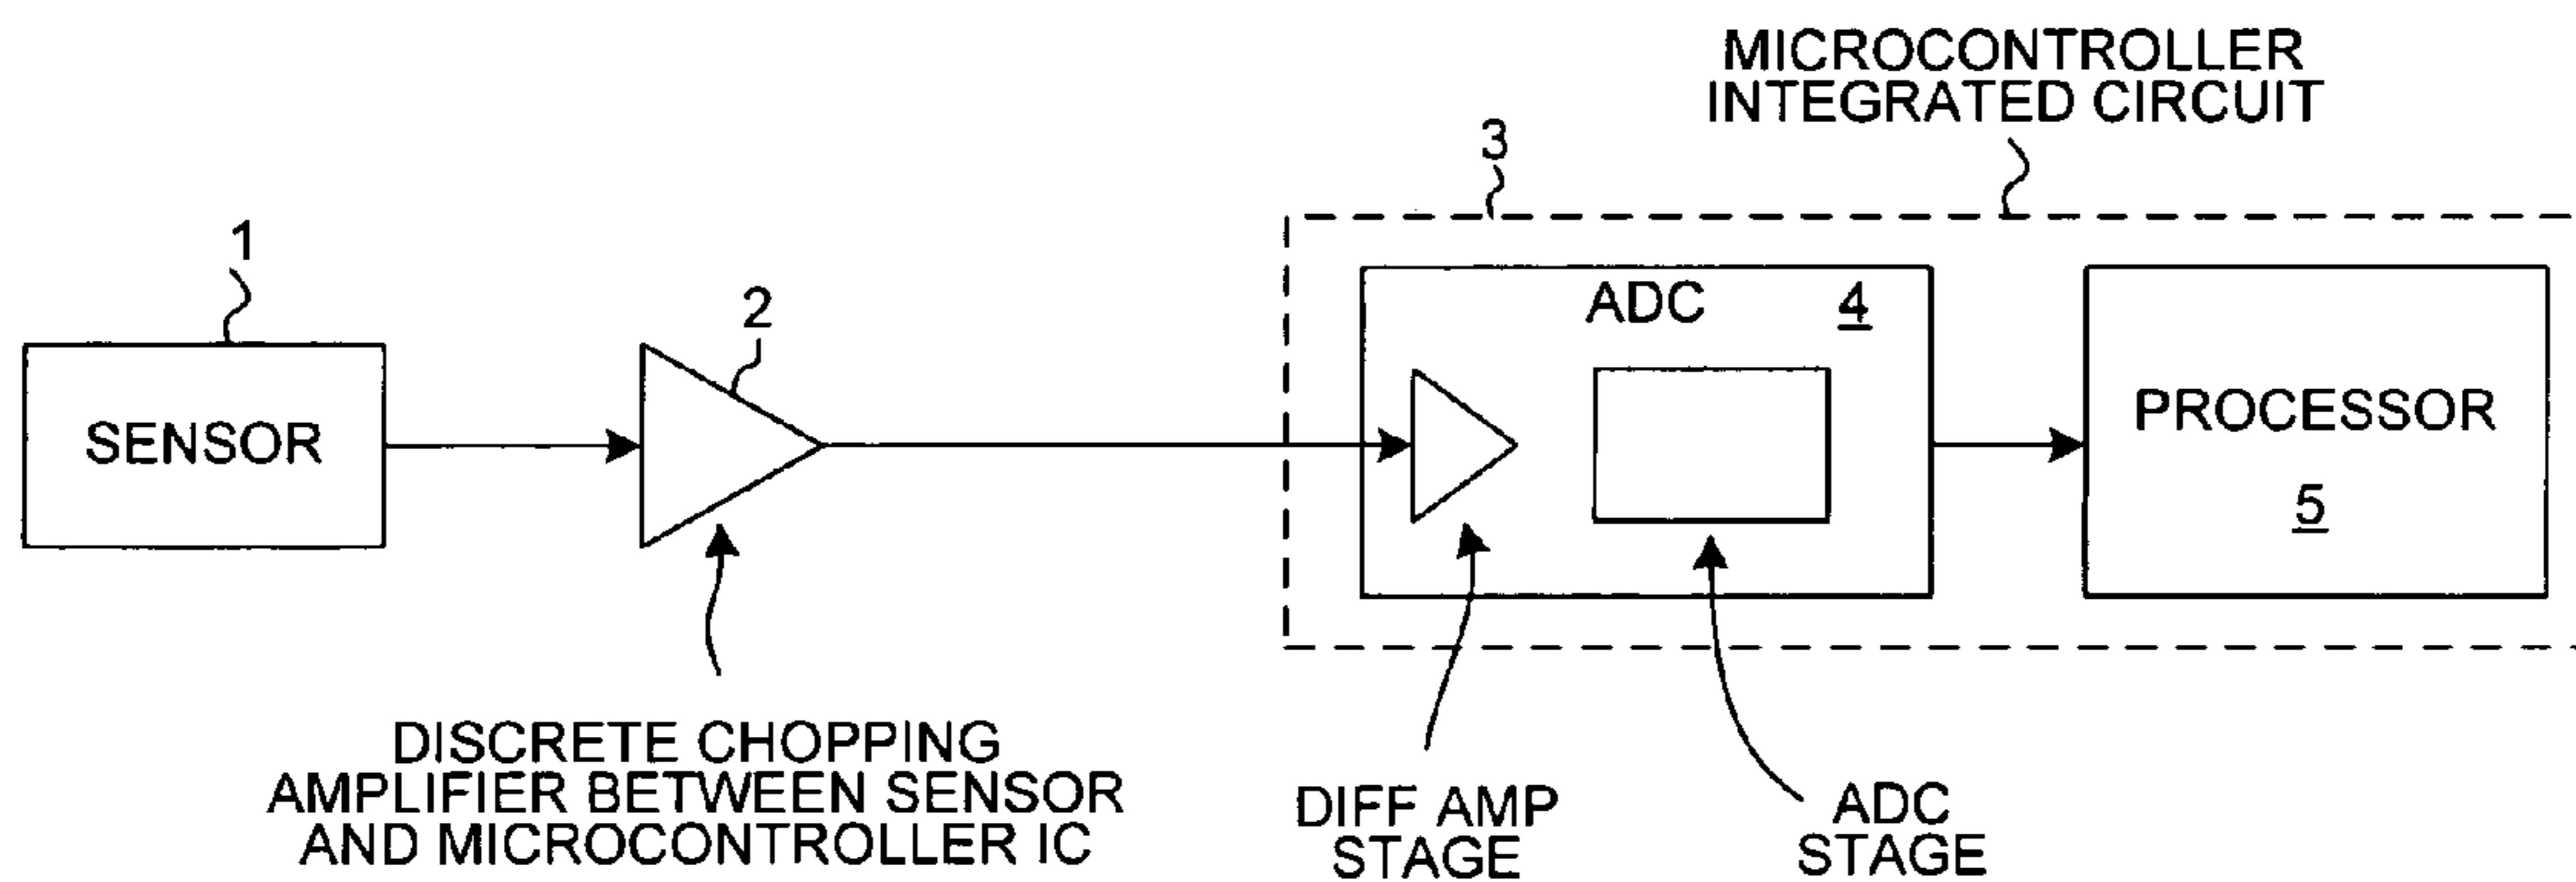 MICROCONTROLLER
INTEGRATED CIRCUIT
3
1
2
ADC
4
SENSOR
PROCESSOR
5
DISCRETE CHOPPING
AMPLIFIER BETWEEN SENSOR
AND MICROCONTROLLER IC
DIFF AMP
STAGE
ADC
STAGE